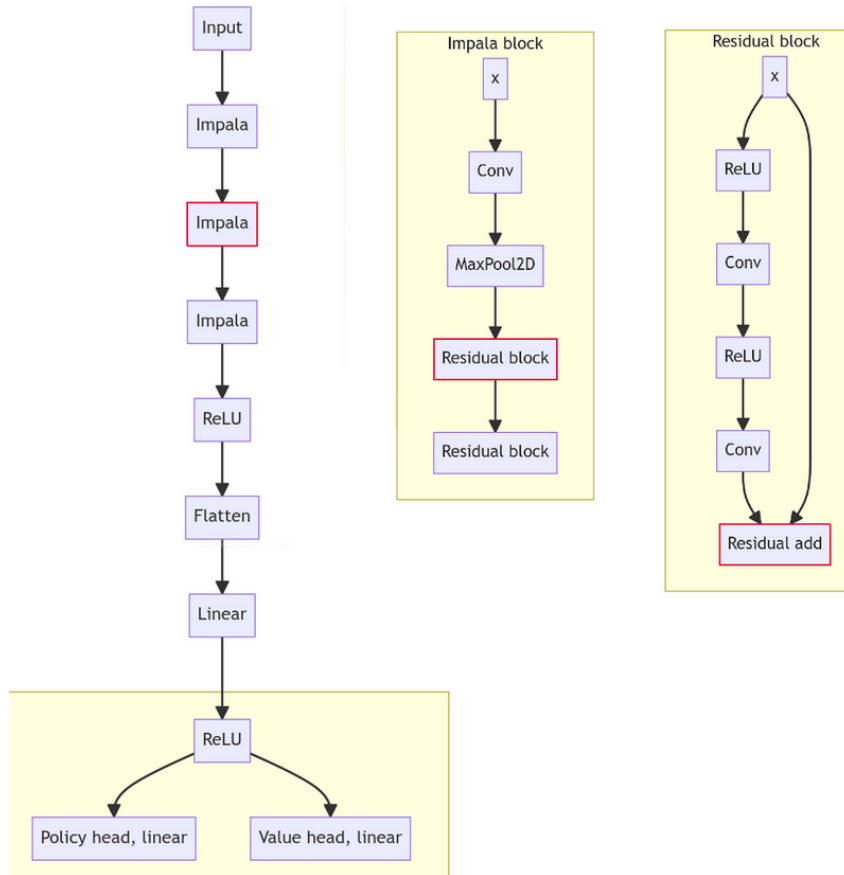 Input
Impala
Impala
Impala
ReLU
Flatten
Linear
ReLU
Policy head, linear
Value head, linear
Impala block
x
Conv
MaxPool2D
Residual block
Residual block
Residual block
x
ReLU
Conv
ReLU
Conv
Residual add